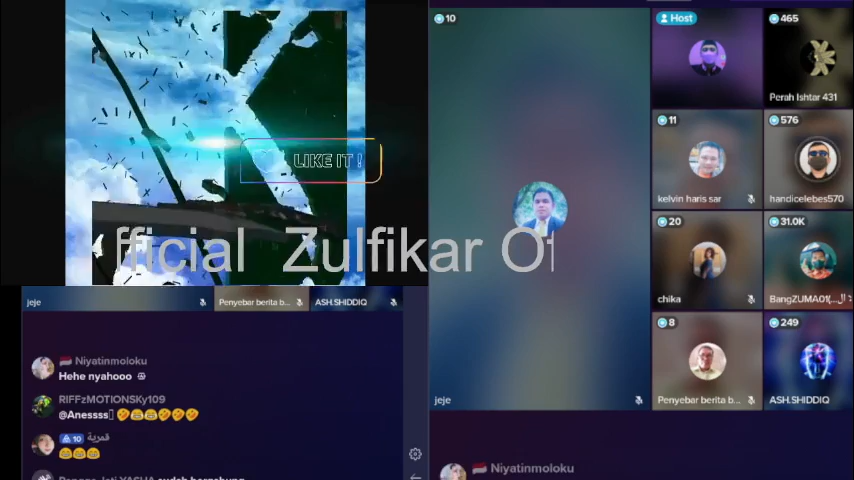 LIKE IT !
fficial Zulfikar Of
jeje
Penyebar berita b...
ASH.SHIDDIQ
Niyatinmoloku
Hehe nyahooo
RIFFzMOTIONSKy109
@Anessss
10 قمرية
10
Host
465
Perah Ishtar 431
11
kelvin haris sar
576
handicelebes570
20
chika
31.0K
BangZUMA01(...ال
8
Penyebar berita b...
249
ASH.SHIDDIQ
jeje
Niyatinmoloku